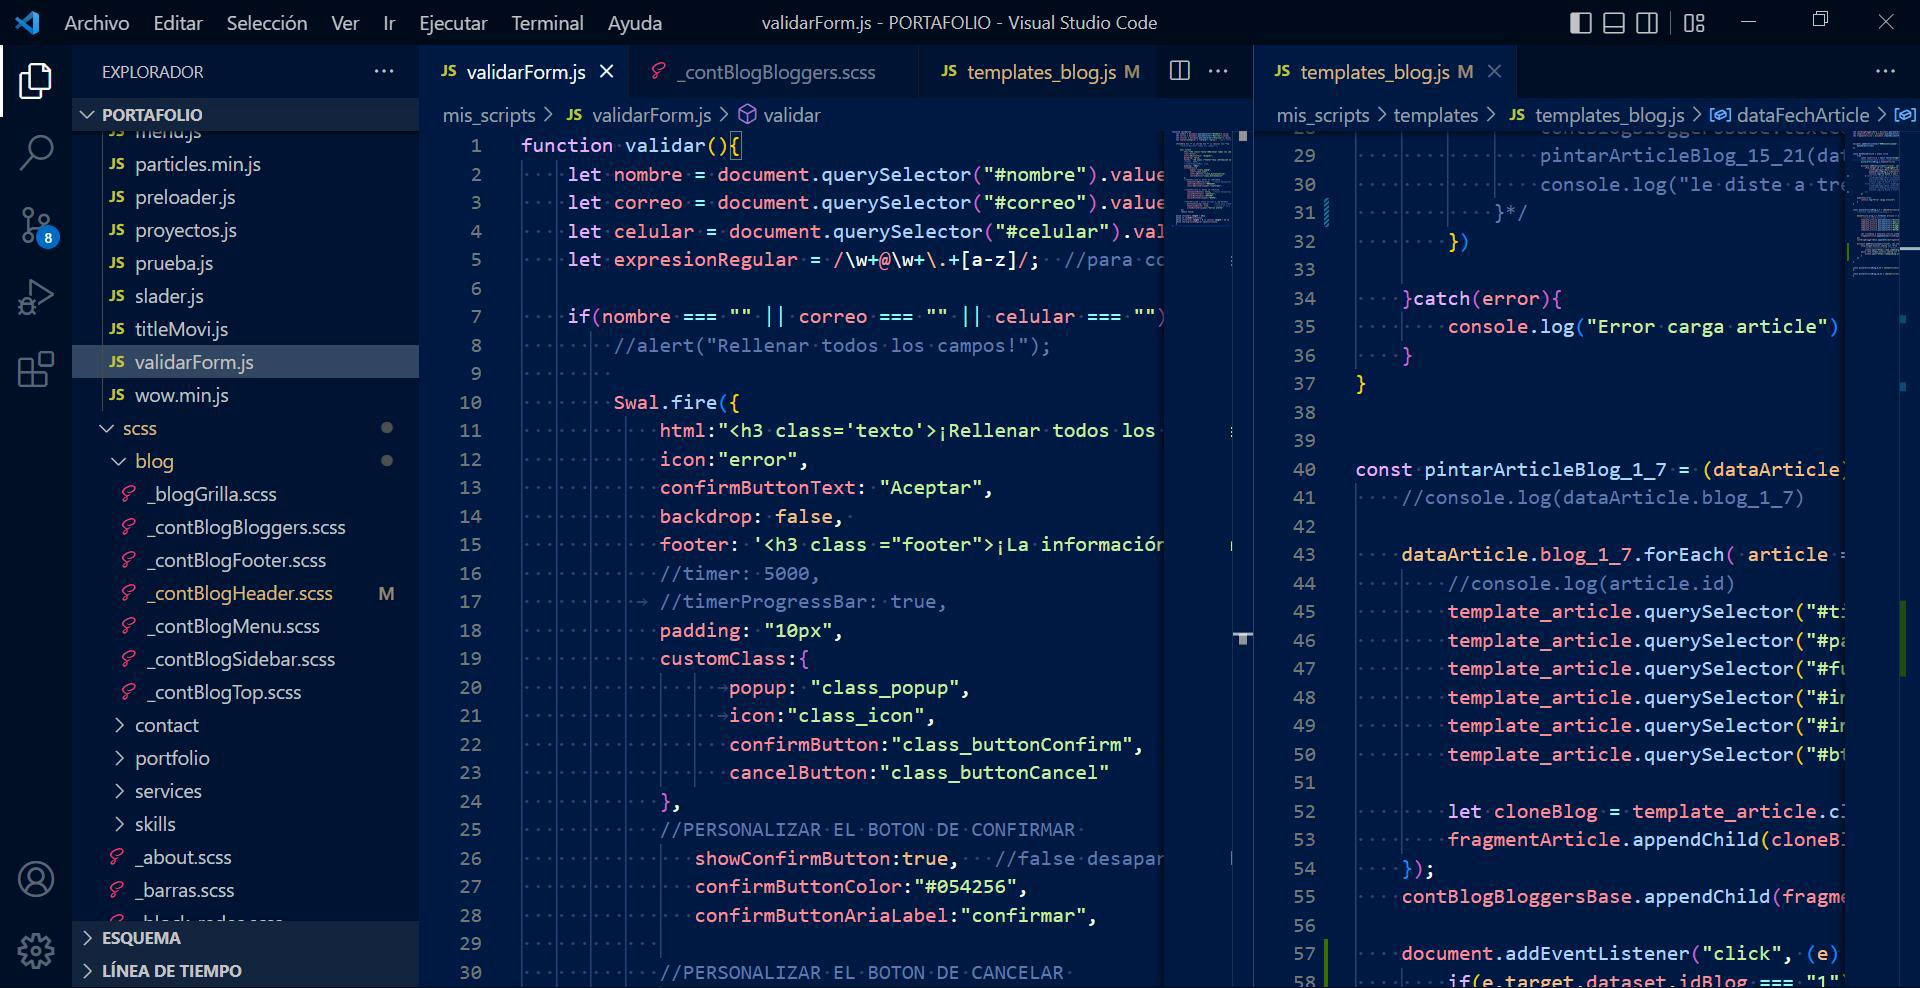 Archivo Editar Selección Ver Ir Ejecutar Terminal Ayuda
validarForm.js - PORTAFOLIO - Visual Studio Code
EXPLORADOR
PORTAFOLIO
menu.js
JS particles.min.js
JS preloader.js
JS proyectos.js
JS prueba.js
JS slader.js
JS titleMovi.js
JS validarForm.js
JS wow.min.js
scss
blog
_blogGrilla.scss
_contBlogBloggers.scss
_contBlogFooter.scss
_contBlogHeader.scss M
_contBlogMenu.scss
_contBlogSidebar.scss
_contBlogTop.scss
contact
portfolio
services
skills
_about.scss
_barras.scss
ESQUEMA
LÍNEA DE TIEMPO
8
JS validarForm.js
_contBlogBloggers.scss
JS templates_blog.js M
mis_scripts > JS validarForm.js > validar
1 function validar(){
2 let nombre = document.querySelector("#nombre").value
3 let correo = document.querySelector("#correo").value
4 let celular = document.querySelector("#celular").val
5 let expresionRegular = /\w+@\w+\.+[a-z]/; //para co
6
7 if(nombre === "" || correo === "" || celular === "")
8 //alert("Rellenar todos los campos!");
9
10 Swal.fire({
11 html:"<h3 class='texto'>¡Rellenar todos los
12 icon:"error",
13 confirmButtonText: "Aceptar",
14 backdrop: false,
15 footer: '<h3 class ="footer">¡La información
16 //timer: 5000,
17 //timerProgressBar: true,
18 padding: "10px",
19 customClass:{
20 popup: "class_popup",
21 icon:"class_icon",
22 confirmButton:"class_buttonConfirm",
23 cancelButton:"class_buttonCancel"
24 },
25 //PERSONALIZAR EL BOTON DE CONFIRMAR
26 showConfirmButton:true, //false desapar
27 confirmButtonColor:"#054256",
28 confirmButtonAriaLabel:"confirmar",
29
30 //PERSONALIZAR EL BOTON DE CANCELAR
JS templates_blog.js M
mis_scripts > templates > JS templates_blog.js > dataFechArticle >
29 pintarArticleBlog_15_21(dat
30 console.log("le diste a tre
31 }*/
32 })
33
34 }catch(error){
35 console.log("Error carga article")
36 }
37 }
38
39
40 const pintarArticleBlog_1_7 = (dataArticle)
41 //console.log(dataArticle.blog_1_7)
42
43 dataArticle.blog_1_7.forEach( article =
44 //console.log(article.id)
45 template_article.querySelector("#ti
46 template_article.querySelector("#pa
47 template_article.querySelector("#fu
48 template_article.querySelector("#in
49 template_article.querySelector("#in
50 template_article.querySelector("#bt
51
52 let cloneBlog = template_article.cl
53 fragmentArticle.appendChild(cloneBl
54 });
55 contBlogBloggersBase.appendChild(fragme
56
57 document.addEventListener("click", (e)
58 if(e.target.dataset.idBlog === "1")